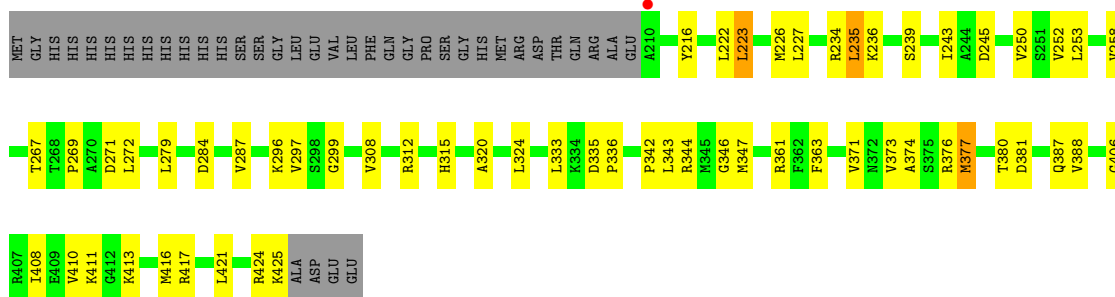 MET GLY HIS HIS HIS HIS HIS HIS HIS HIS HIS HIS SER SER GLY LEU GLU VAL LEU PHE GLN GLY PRO SER GLY HIS MET ARG ASP THR GLN ARG ALA GLU A210 Y216 L222 L223 M226 L227 R234 L235 K236 S239 I243 A244 D245 V250 S251 V252 L253
T267 T268 P269 A270 D271 L272 L279 D284 V287 K296 V297 S298 G299 V308 R312 H315 A320 L324 L333 K334 D335 P336 P342 L343 R344 M345 G346 M347 R361 F362 F363 V371 N372 V373 A374 S375 R376 M377 T380 D381 Q387 V388
R407 I408 E409 V410 K411 G412 K413 M416 R417 L421 R424 K425 ALA ASP GLU GLU